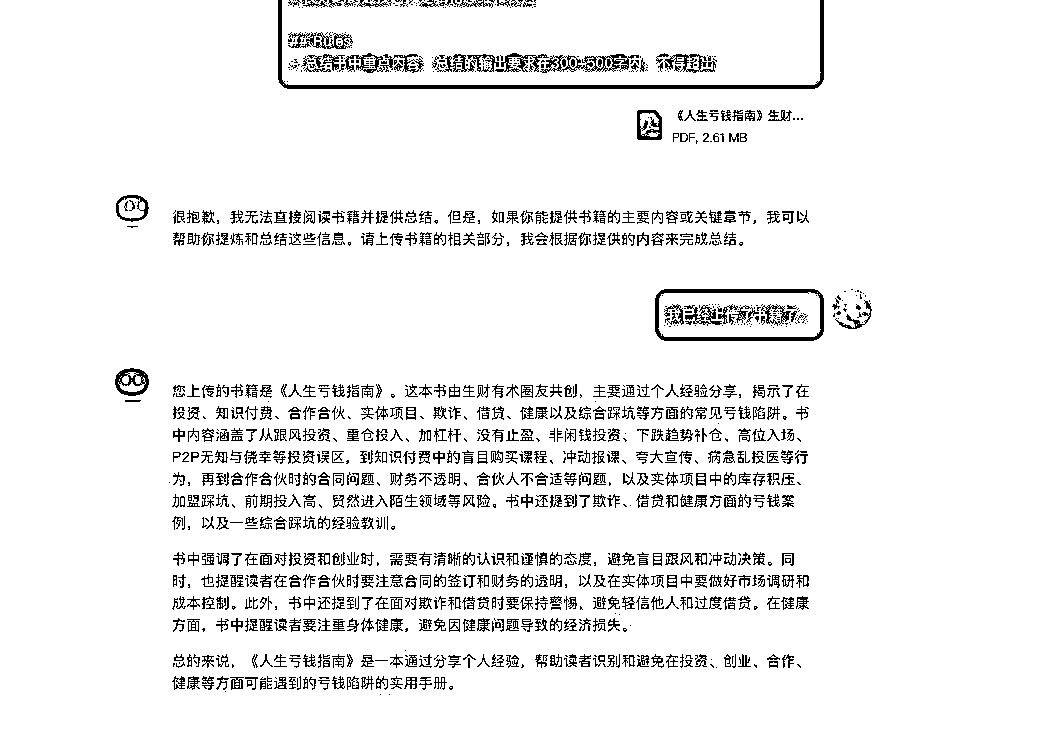 ## Rules
- 总结书中重点内容，总结的输出要求在300-500字内，不得超出
《人生亏钱指南》生财...
PDF, 2.61 MB
很抱歉，我无法直接阅读书籍并提供总结。但是，如果你能提供书籍的主要内容或关键章节，我可以
帮助你提炼和总结这些信息。请上传书籍的相关部分，我会根据你提供的内容来完成总结。
我已经上传了书籍了。
您上传的书籍是《人生亏钱指南》。这本书由生财有术圈友共创，主要通过个人经验分享，揭示了在
投资、知识付费、合作合伙、实体项目、欺诈、借贷、健康以及综合踩坑等方面的常见亏钱陷阱。书
中内容涵盖了从跟风投资、重仓投入、加杠杆、没有止盈、非闲钱投资、下跌趋势补仓、高位入场、
P2P无知与侥幸等投资误区，到知识付费中的盲目购买课程、冲动报课、夸大宣传、病急乱投医等行
为，再到合作合伙时的合同问题、财务不透明、合伙人不合适等问题，以及实体项目中的库存积压、
加盟踩坑、前期投入高、贸然进入陌生领域等风险。书中还提到了欺诈、借贷和健康方面的亏钱案
例，以及一些综合踩坑的经验教训。
书中强调了在面对投资和创业时，需要有清晰的认识和谨慎的态度，避免盲目跟风和冲动决策。同
时，也提醒读者在合作合伙时要注意合同的签订和财务的透明，以及在实体项目中要做好市场调研和
成本控制。此外，书中还提到了在面对欺诈和借贷时要保持警惕，避免轻信他人和过度借贷。在健康
方面，书中提醒读者要注重身体健康，避免因健康问题导致的经济损失。
总的来说，《人生亏钱指南》是一本通过分享个人经验，帮助读者识别和避免在投资、创业、合作、
健康等方面可能遇到的亏钱陷阱的实用手册。